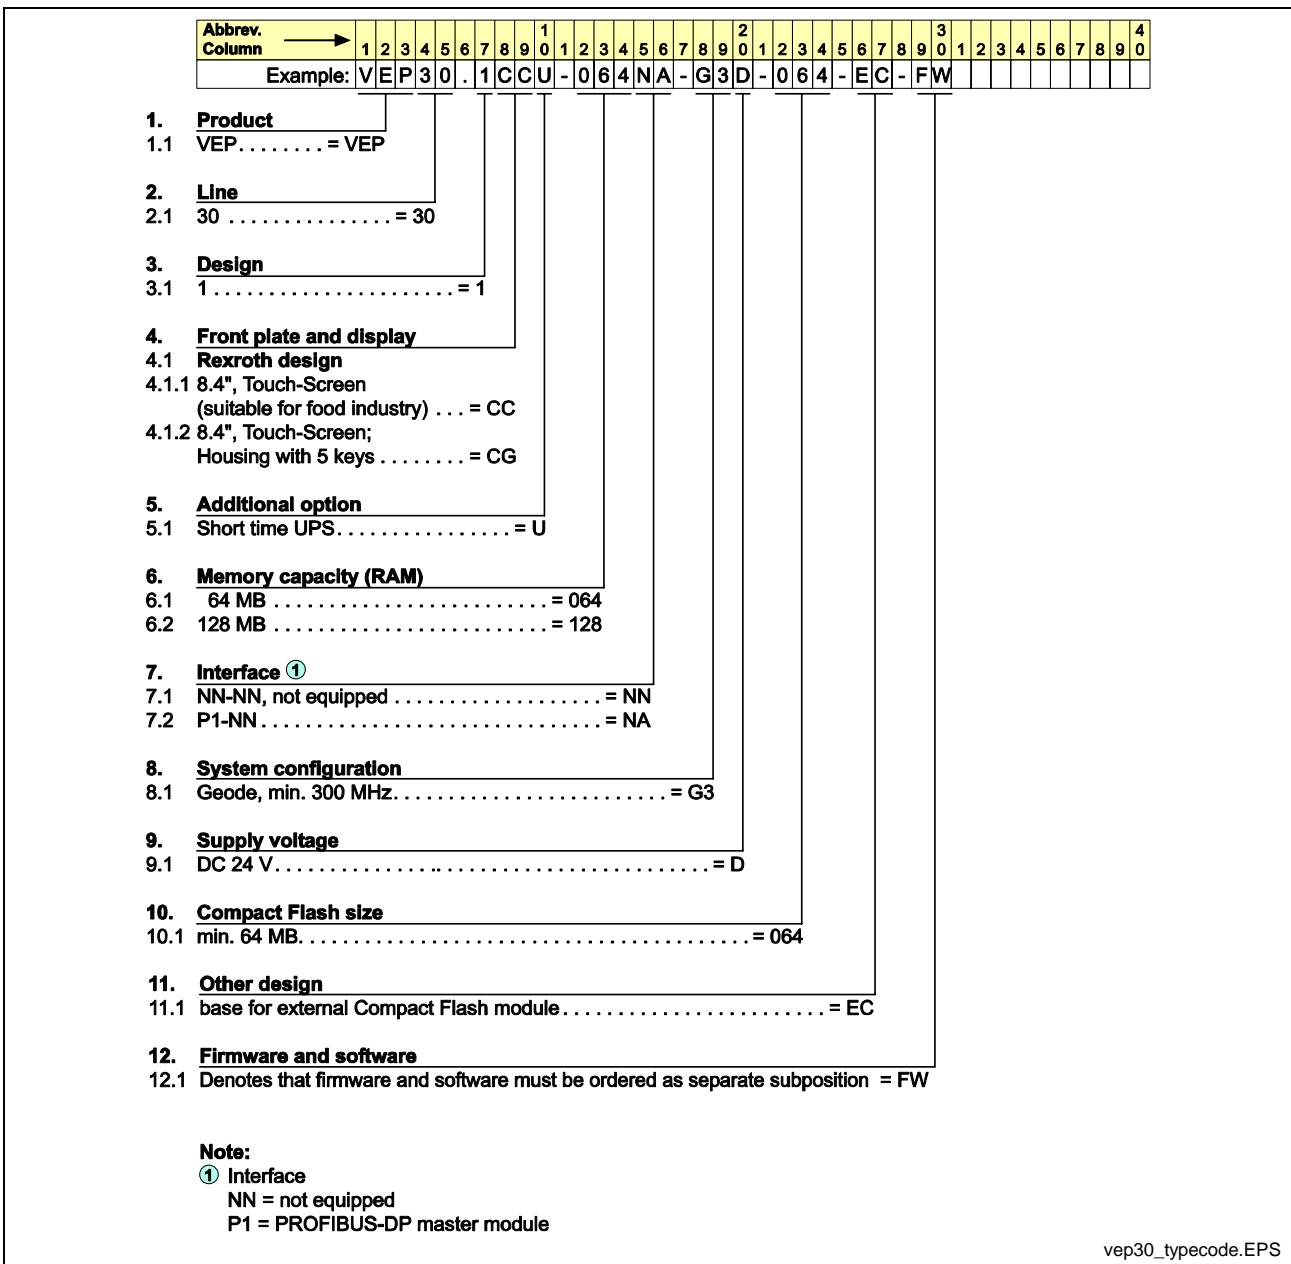 Abbrev. 1 2 3 4
Column 1 2 3 4 5 6 7 8 9 0 1 2 3 4 5 6 7 8 9 0 1 2 3 4 5 6 7 8 9 0 1 2 3 4 5 6 7 8 9 0
Example: V E P 3 0 . 1 C C U - 0 6 4 N A - G 3 D - 0 6 4 - E C - F W
1. Product
1.1 VEP........ = VEP
2. Line
2.1 30 ............... = 30
3. Design
3.1 1 ...................... = 1
4. Front plate and display
4.1 Rexroth design
4.1.1 8.4", Touch-Screen
(suitable for food industry) ... = CC
4.1.2 8.4", Touch-Screen;
Housing with 5 keys ........ = CG
5. Additional option
5.1 Short time UPS................ = U
6. Memory capacity (RAM)
6.1 64 MB ......................... = 064
6.2 128 MB ......................... = 128
7. Interface ①
7.1 NN-NN, not equipped ................... = NN
7.2 P1-NN............................... = NA
8. System configuration
8.1 Geode, min. 300 MHz......................... = G3
9. Supply voltage
9.1 DC 24 V........................................ = D
10. Compact Flash size
10.1 min. 64 MB......................................... = 064
11. Other design
11.1 base for external Compact Flash module........................ = EC
12. Firmware and software
12.1 Denotes that firmware and software must be ordered as separate subposition = FW
Note:
① Interface
NN = not equipped
P1 = PROFIBUS-DP master module
vep30_typecode.EPS